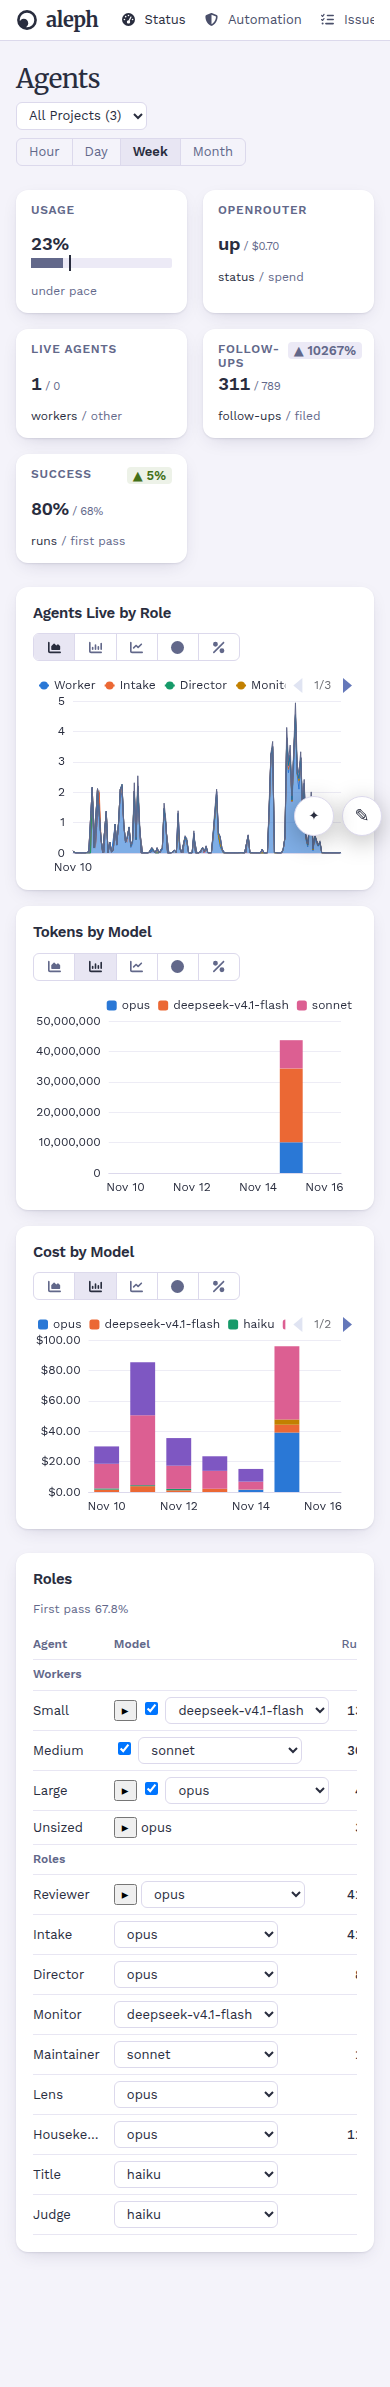 aleph Status Automation Issue
Agents
All Projects (3)
Hour Day Week Month
USAGE
23%
under pace
OPENROUTER
up / $0.70
status / spend
LIVE AGENTS
1 / 0
workers / other
FOLLOW-UPS ▲ 10267%
311 / 789
follow-ups / filed
SUCCESS ▲ 5%
80% / 68%
runs / first pass
Agents Live by Role
Worker Intake Director Monit 1/3
5
4
3
2
1
0
Nov 10
Tokens by Model
opus deepseek-v4.1-flash sonnet
50,000,000
40,000,000
30,000,000
20,000,000
10,000,000
0
Nov 10 Nov 12 Nov 14 Nov 16
Cost by Model
opus deepseek-v4.1-flash haiku 1/2
$100.00
$80.00
$60.00
$40.00
$20.00
$0.00
Nov 10 Nov 12 Nov 14 Nov 16
Roles
First pass 67.8%
Agent Model Ru
Workers
Small deepseek-v4.1-flash
Medium sonnet
Large opus
Unsized opus
Roles
Reviewer opus
Intake opus
Director opus
Monitor deepseek-v4.1-flash
Maintainer sonnet
Lens opus
Houseke... opus
Title haiku
Judge haiku